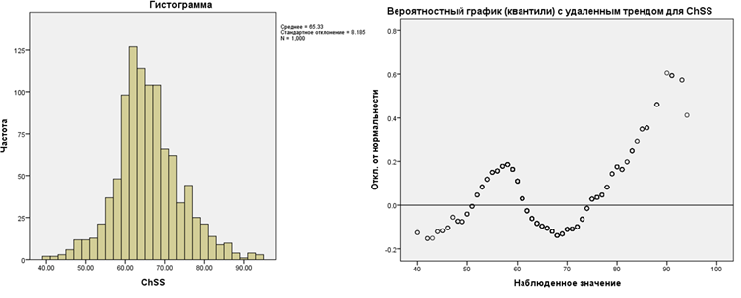 Гистограмма
Среднее = 65.33
Стандартное отклонение = 8.185
N = 1,000
Частота
125
100
75
50
25
0
40.00 50.00 60.00 70.00 80.00 90.00
ChSS
Вероятностный график (квантили) с удаленным трендом для ChSS
Откл. от нормальности
0.8
0.6
0.4
0.2
0.0
-0.2
40 50 60 70 80 90 100
Наблюденное значение